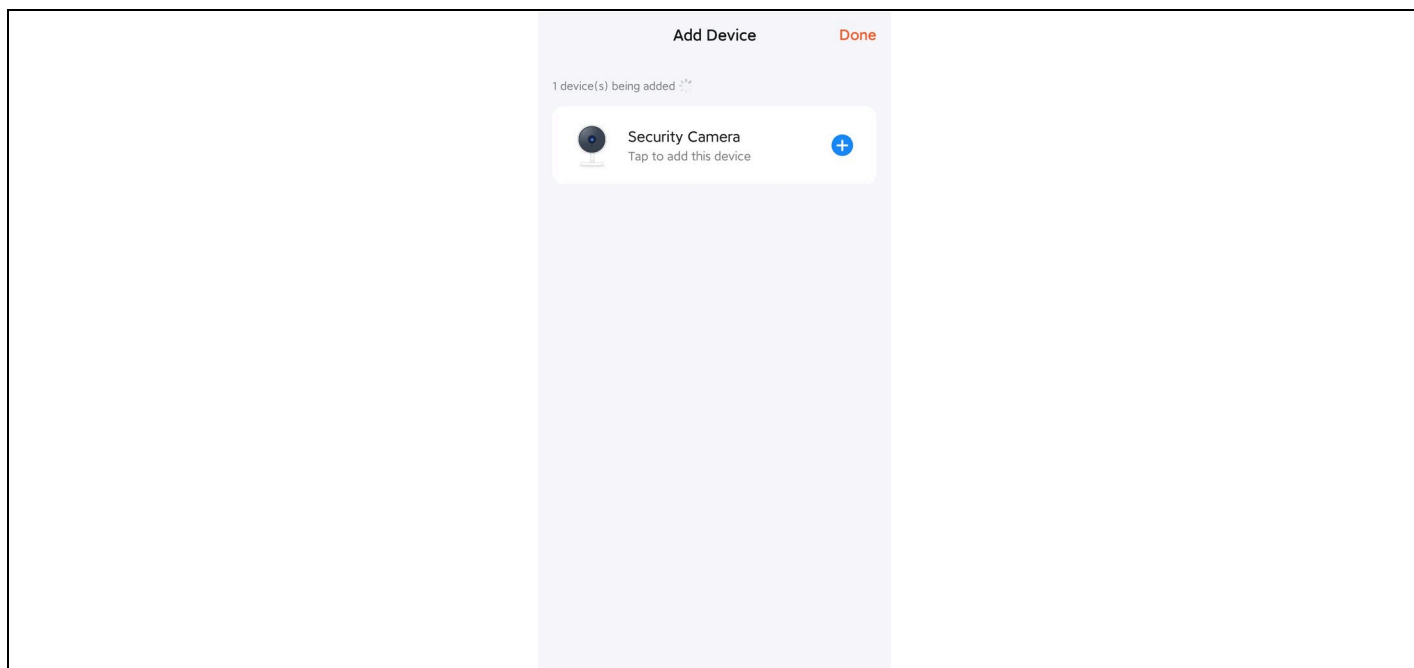 Add Device
Done
1 device(s) being added
Security Camera
Tap to add this device